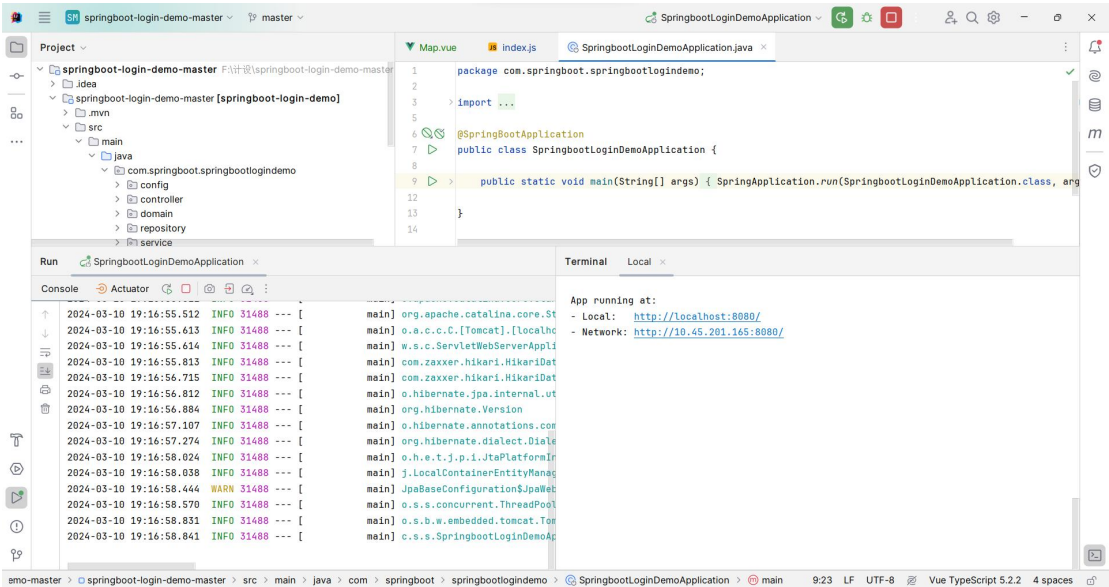 SM springboot-login-demo-master master SpringbootLoginDemoApplication
Project
springboot-login-demo-master F:\计设\springboot-login-demo-master
.idea
springboot-login-demo-master [springboot-login-demo]
.mvn
src
main
java
com.springboot.springbootlogindemo
config
controller
domain
repository
service
Map.vue JS index.js SpringbootLoginDemoApplication.java
1 package com.springboot.springbootlogindemo;
2
3 import ...
5
6 @SpringBootApplication
7 public class SpringbootLoginDemoApplication {
8
9 public static void main(String[] args) { SpringApplication.run(SpringbootLoginDemoApplication.class, arg
12
13 }
14
Run SpringbootLoginDemoApplication
Console Actuator
2024-03-10 19:16:55.512 INFO 31488 --- [ main] org.apache.catalina.core.St
2024-03-10 19:16:55.613 INFO 31488 --- [ main] o.a.c.c.C.[Tomcat].[localho
2024-03-10 19:16:55.614 INFO 31488 --- [ main] w.s.c.ServletWebServerAppli
2024-03-10 19:16:55.813 INFO 31488 --- [ main] com.zaxxer.hikari.HikariDat
2024-03-10 19:16:56.715 INFO 31488 --- [ main] com.zaxxer.hikari.HikariDat
2024-03-10 19:16:56.812 INFO 31488 --- [ main] o.hibernate.jpa.internal.ut
2024-03-10 19:16:56.884 INFO 31488 --- [ main] org.hibernate.Version
2024-03-10 19:16:57.107 INFO 31488 --- [ main] o.hibernate.annotations.com
2024-03-10 19:16:57.274 INFO 31488 --- [ main] org.hibernate.dialect.Diale
2024-03-10 19:16:58.024 INFO 31488 --- [ main] o.h.e.t.j.p.i.JtaPlatformIn
2024-03-10 19:16:58.038 INFO 31488 --- [ main] j.LocalContainerEntityManag
2024-03-10 19:16:58.444 WARN 31488 --- [ main] JpaBaseConfiguration$JpaWeb
2024-03-10 19:16:58.570 INFO 31488 --- [ main] o.s.s.concurrent.ThreadPool
2024-03-10 19:16:58.831 INFO 31488 --- [ main] o.s.b.w.embedded.tomcat.Tom
2024-03-10 19:16:58.841 INFO 31488 --- [ main] c.s.s.SpringbootLoginDemoAp
Terminal Local
App running at:
- Local: http://localhost:8080/
- Network: http://10.45.201.165:8080/
emo-master > springboot-login-demo-master > src > main > java > com > springboot > springbootlogindemo > SpringbootLoginDemoApplication > main 9:23 LF UTF-8 Vue TypeScript 5.2.2 4 spaces